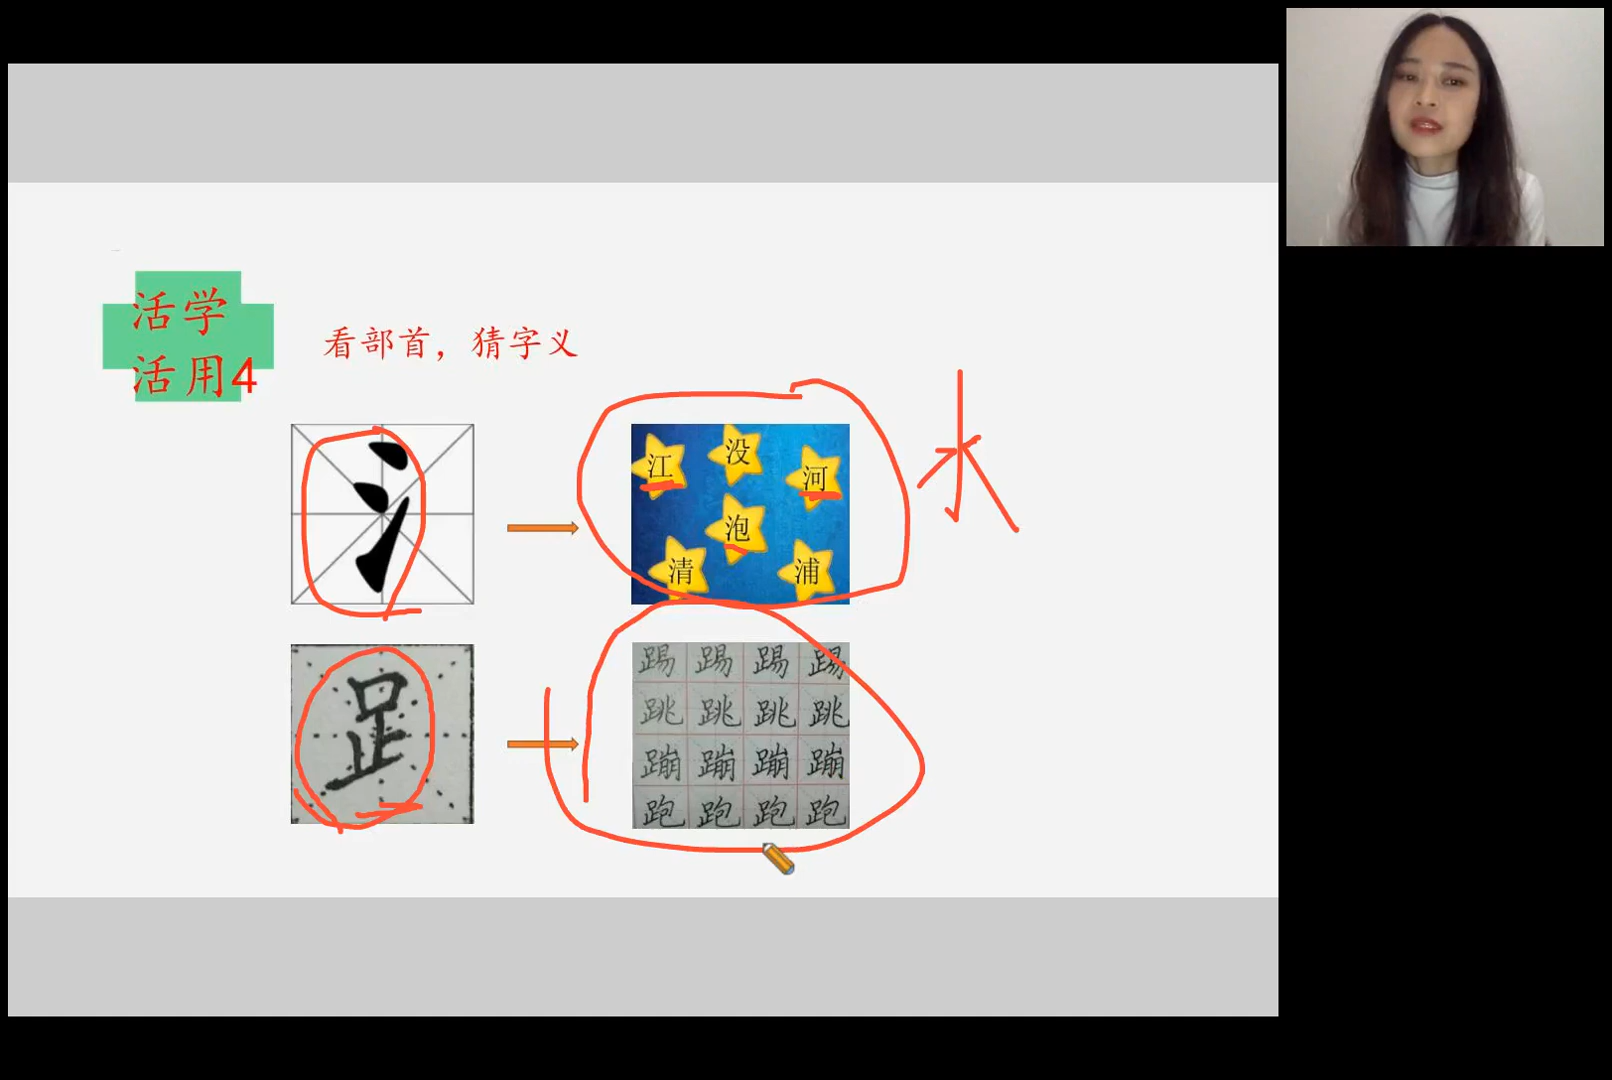 活学
活用4
看部首，猜字义
氵
江 没 河
泡
清 浦
水
𧾷
踢 踢 踢 踢
跳 跳 跳 跳
蹦 蹦 蹦 蹦
跑 跑 跑 跑